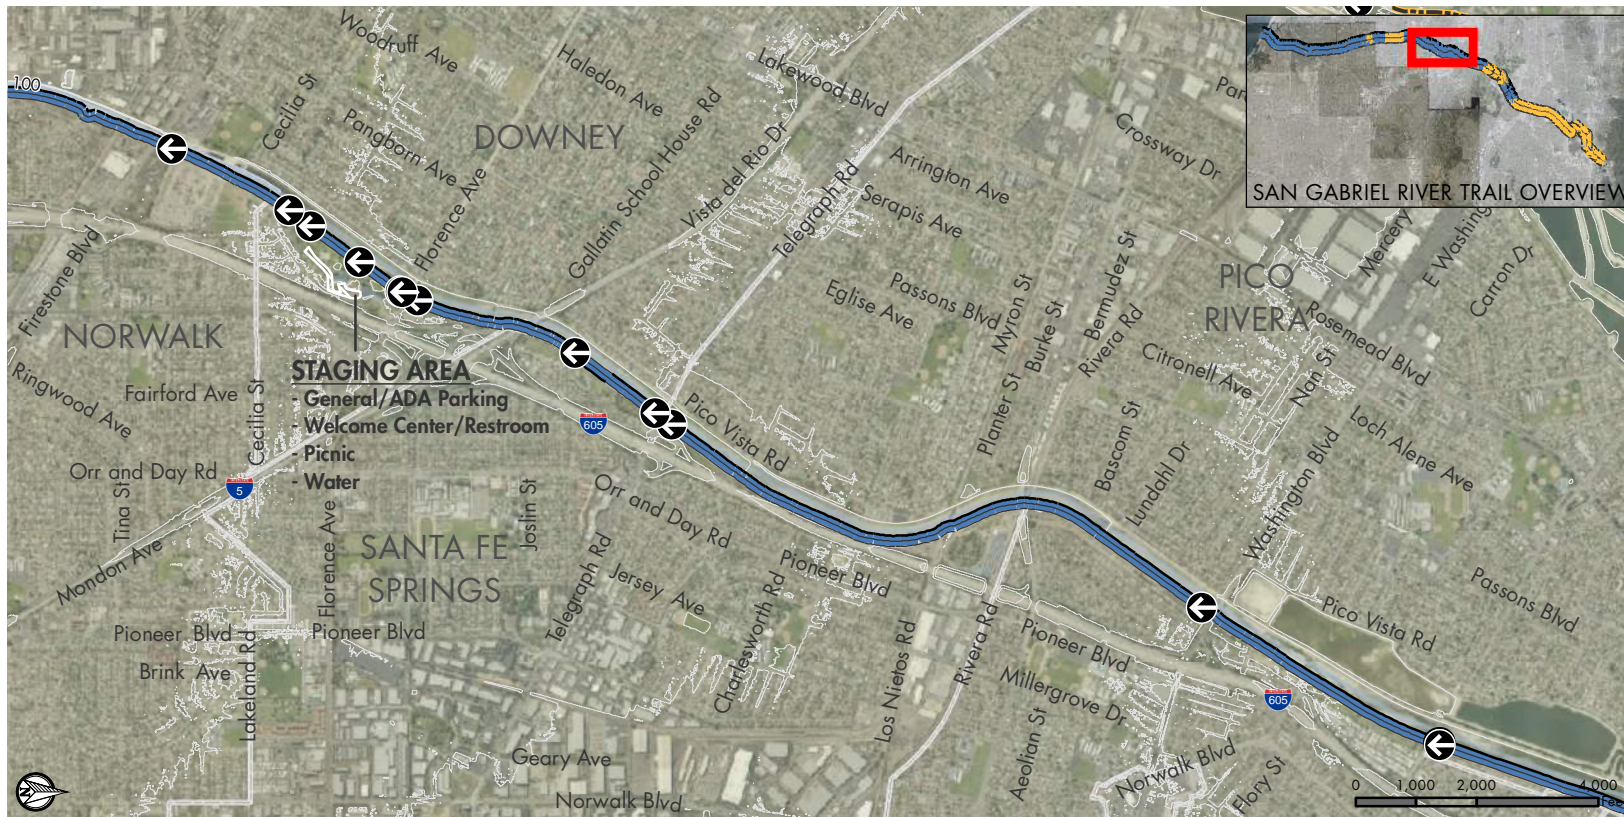 Woodruff Ave
Haledon Ave
Lakewood Blvd
100
Cecilia St
Pangborn Ave
DOWNEY
Gallatin School House Rd
Vista del Rio Dr
Telegraph Rd
Arrington Ave
Serapis Ave
Crossway Dr
SAN GABRIEL RIVER TRAIL OVERVIEW
Mercury
E Washing
Carron Dr
Florence Ave
Firestone Blvd
NORWALK
Passons Blvd
Eglise Ave
Myron St
Burke St
Bermudez St
Rivera Rd
PICO
RIVERA
Rosemead Blvd
Citronell Ave
Nan St
Loch Alene Ave
Ringwood Ave
Fairford Ave
Cecilia St
STAGING AREA
- General/ADA Parking
- Welcome Center/Restroom
- Picnic
- Water
605
Pico Vista Rd
Planter St
Bascom St
Lundahl Dr
Washington Blvd
Orr and Day Rd
5
Tina St
Mondon Ave
Florence Ave
Joslin St
Orr and Day Rd
SANTA FE
SPRINGS
Telegraph Rd
Jersey Ave
Charlesworth Rd
Pioneer Blvd
Los Nietos Rd
Rivera Rd
Pioneer Blvd
Millergrove Dr
Pico Vista Rd
Passons Blvd
605
Pioneer Blvd
Pioneer Blvd
Brink Ave
Lakeland Rd
Geary Ave
Norwalk Blvd
Aeolian St
Norwalk Blvd
Flory St
N
0 1,000 2,000 4,000